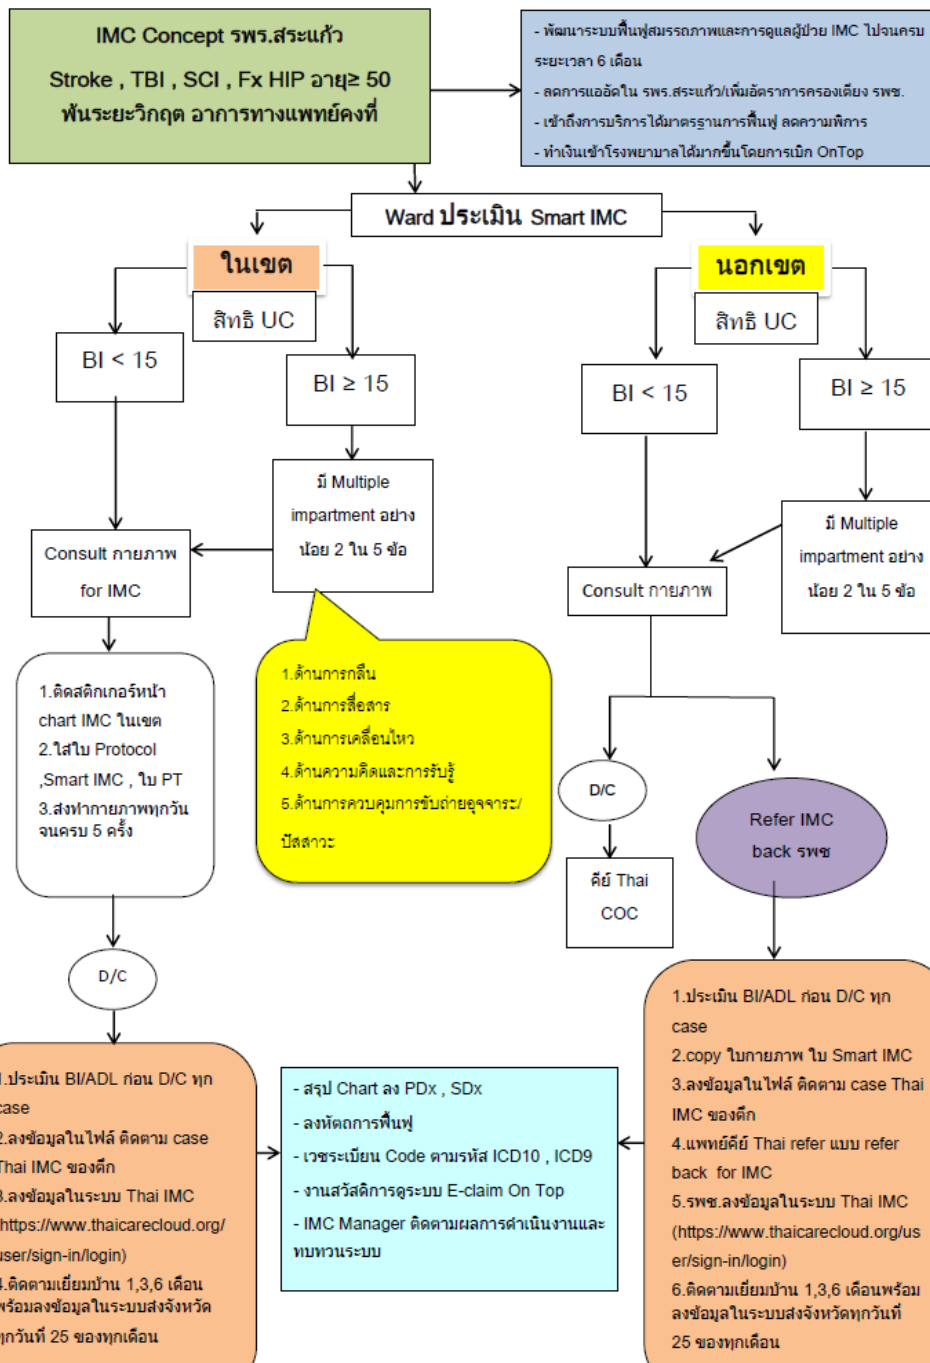 IMC Concept รพร.สระแก้ว
Stroke , TBI , SCI , Fx HIP อายุ≥ 50
พ้นระยะวิกฤต อาการทางแพทย์คงที่
- พัฒนาระบบฟื้นฟูสมรรถภาพและการดูแลผู้ป่วย IMC ไปจนครบ
ระยะเวลา 6 เดือน
- ลดการแออัดใน รพร.สระแก้ว/เพิ่มอัตราการครองเตียง รพช.
- เข้าถึงการบริการได้มาตรฐานการฟื้นฟู ลดความพิการ
- ทำเงินเข้าโรงพยาบาลได้มากขึ้นโดยการเบิก OnTop
Ward ประเมิน Smart IMC
ในเขต
สิทธิ UC
BI < 15
BI ≥ 15
มี Multiple
impartment อย่าง
น้อย 2 ใน 5 ข้อ
Consult กายภาพ
for IMC
1.ติดสติกเกอร์หน้า
chart IMC ในเขต
2.ใส่ใบ Protocol
,Smart IMC , ใบ PT
3.ส่งทำกายภาพทุกวัน
จนครบ 5 ครั้ง
1.ด้านการกลืน
2.ด้านการสื่อสาร
3.ด้านการเคลื่อนไหว
4.ด้านความคิดและการรับรู้
5.ด้านการควบคุมการขับถ่ายอุจจาระ/
ปัสสาวะ
D/C
1.ประเมิน BI/ADL ก่อน D/C ทุก
case
2.ลงข้อมูลในไฟล์ ติดตาม case
Thai IMC ของตึก
3.ลงข้อมูลในระบบ Thai IMC
(https://www.thaicarecloud.org/
user/sign-in/login)
4.ติดตามเยี่ยมบ้าน 1,3,6 เดือน
พร้อมลงข้อมูลในระบบส่งจังหวัด
ทุกวันที่ 25 ของทุกเดือน
นอกเขต
สิทธิ UC
BI < 15
BI ≥ 15
มี Multiple
impartment อย่าง
น้อย 2 ใน 5 ข้อ
Consult กายภาพ
D/C
คีย์ Thai
COC
Refer IMC
back รพช
1.ประเมิน BI/ADL ก่อน D/C ทุก
case
2.copy ใบกายภาพ ใบ Smart IMC
3.ลงข้อมูลในไฟล์ ติดตาม case Thai
IMC ของตึก
4.แพทย์คีย์ Thai refer แบบ refer
back for IMC
5.รพช.ลงข้อมูลในระบบ Thai IMC
(https://www.thaicarecloud.org/us
er/sign-in/login)
6.ติดตามเยี่ยมบ้าน 1,3,6 เดือนพร้อม
ลงข้อมูลในระบบส่งจังหวัดทุกวันที่
25 ของทุกเดือน
- สรุป Chart ลง PDx , SDx
- ลงหัตถการฟื้นฟู
- เวชระเบียน Code ตามรหัส ICD10 , ICD9
- งานสวัสดิการดูระบบ E-claim On Top
- IMC Manager ติดตามผลการดำเนินงานและ
ทบทวนระบบ